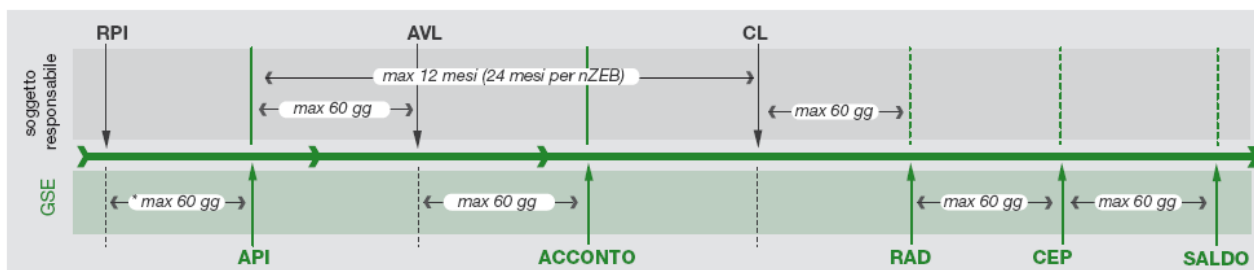 RPI
AVL
CL
soggetto
responsabile
max 12 mesi (24 mesi per nZEB)
max 60 gg
max 60 gg
GSE
* max 60 gg
max 60 gg
max 60 gg
max 60 gg
API
ACCONTO
RAD
CEP
SALDO